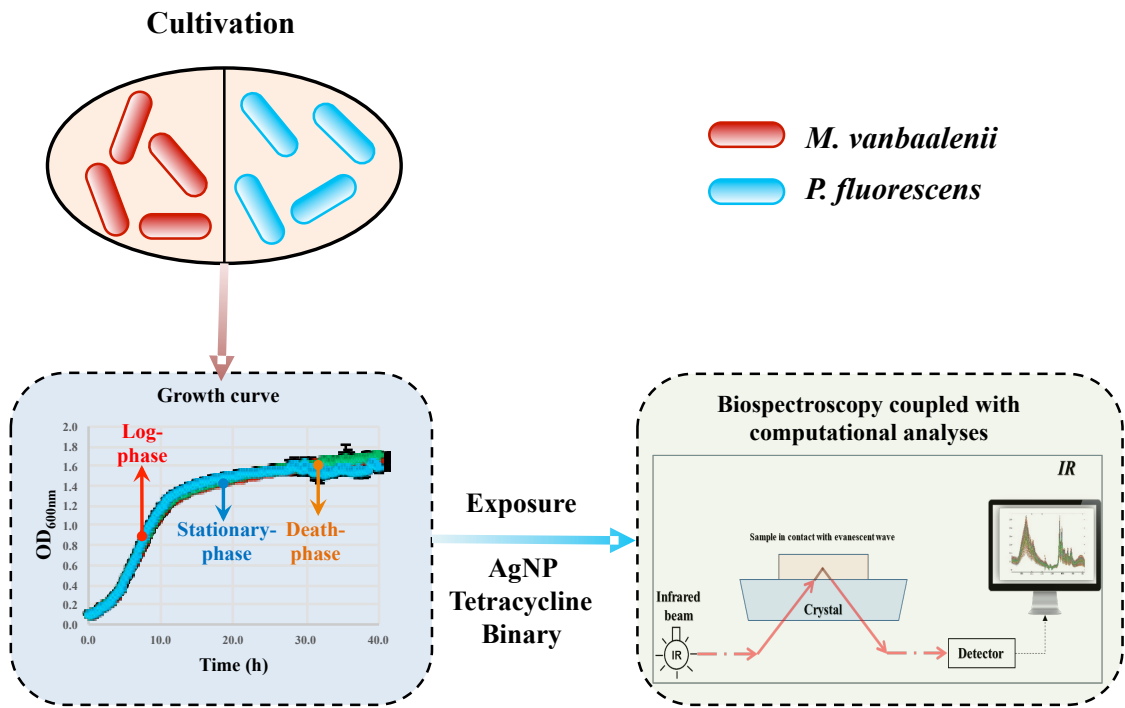 Cultivation
M. vanbaalenii
P. fluorescens
Growth curve
2.0
1.8
1.6
1.4
1.2
1.0
0.8
0.6
0.4
0.2
0.0
OD600nm
Log-
phase
Stationary-
phase
Death-
phase
0.0
10.0
20.0
30.0
40.0
Time (h)
Exposure
AgNP
Tetracycline
Binary
Biospectroscopy coupled with
computational analyses
IR
Sample in contact with evanescent wave
Crystal
Infrared
beam
IR
Detector